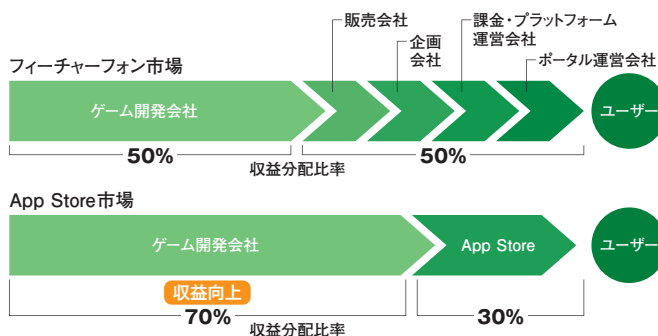 販売会社
企画
会社
課金・プラットフォーム
運営会社
ポータル運営会社
フィーチャーフォン市場
ゲーム開発会社
ユーザー
50%
50%
収益分配比率
App Store市場
ゲーム開発会社
App Store
ユーザー
収益向上
70%
30%
収益分配比率